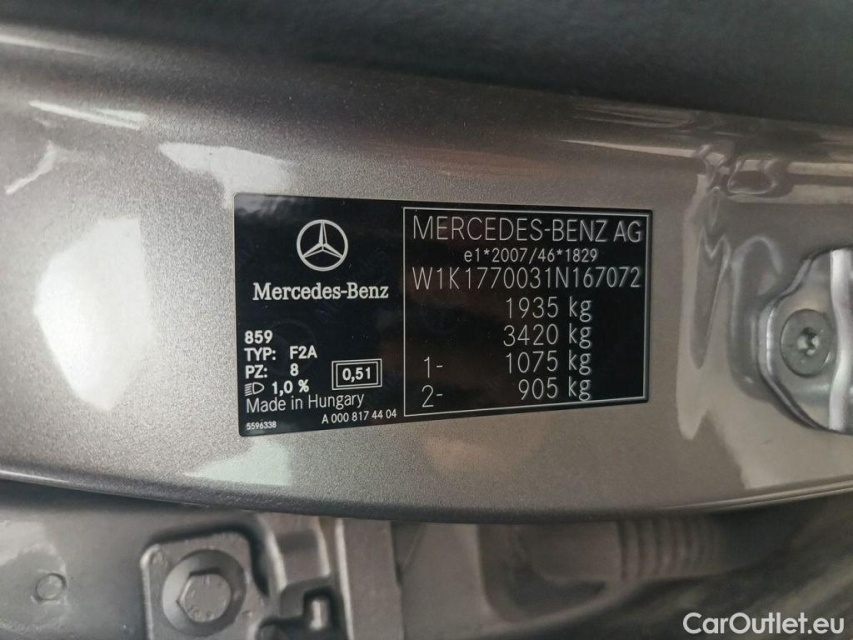 Mercedes-Benz
859
TYP: F2A
PZ: 8
1,0 %
0,51
Made in Hungary
5596338
A 000 817 44 04
MERCEDES-BENZ AG
e1*2007/46*1829
W1K1770031N167072
1935 kg
3420 kg
1- 1075 kg
2- 905 kg
CarOutlet.eu